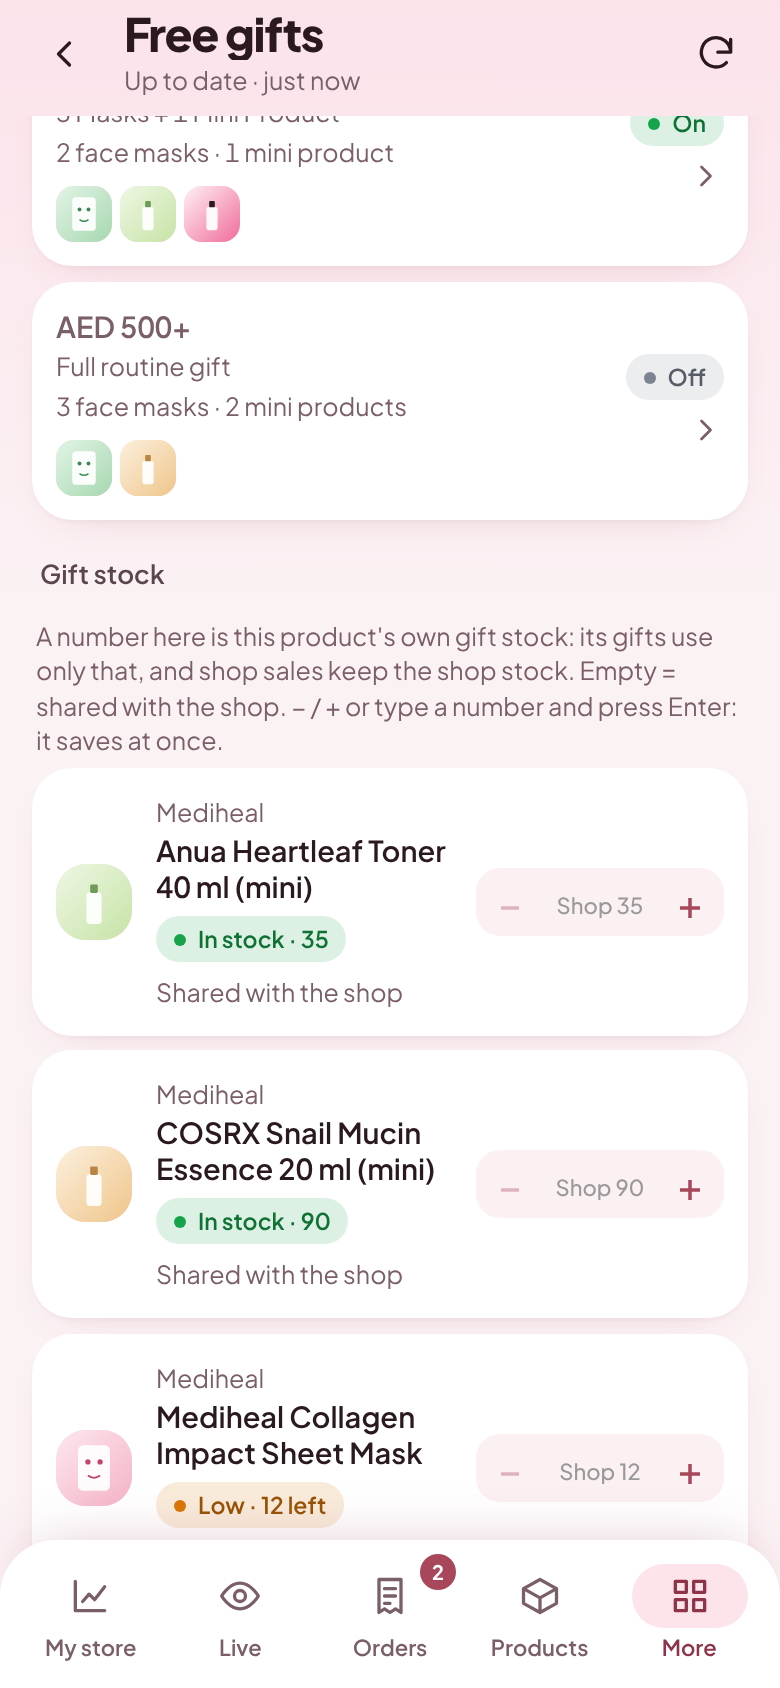 Free gifts
Up to date · just now
On
2 face masks · 1 mini product
AED 500+
Full routine gift
Off
3 face masks · 2 mini products
Gift stock
A number here is this product's own gift stock: its gifts use
only that, and shop sales keep the shop stock. Empty =
shared with the shop. – / + or type a number and press Enter:
it saves at once.
Mediheal
Anua Heartleaf Toner
40 ml (mini)
– Shop 35 +
In stock · 35
Shared with the shop
Mediheal
COSRX Snail Mucin
Essence 20 ml (mini)
– Shop 90 +
In stock · 90
Shared with the shop
Mediheal
Mediheal Collagen
Impact Sheet Mask
– Shop 12 +
Low · 12 left
2
My store
Live
Orders
Products
More